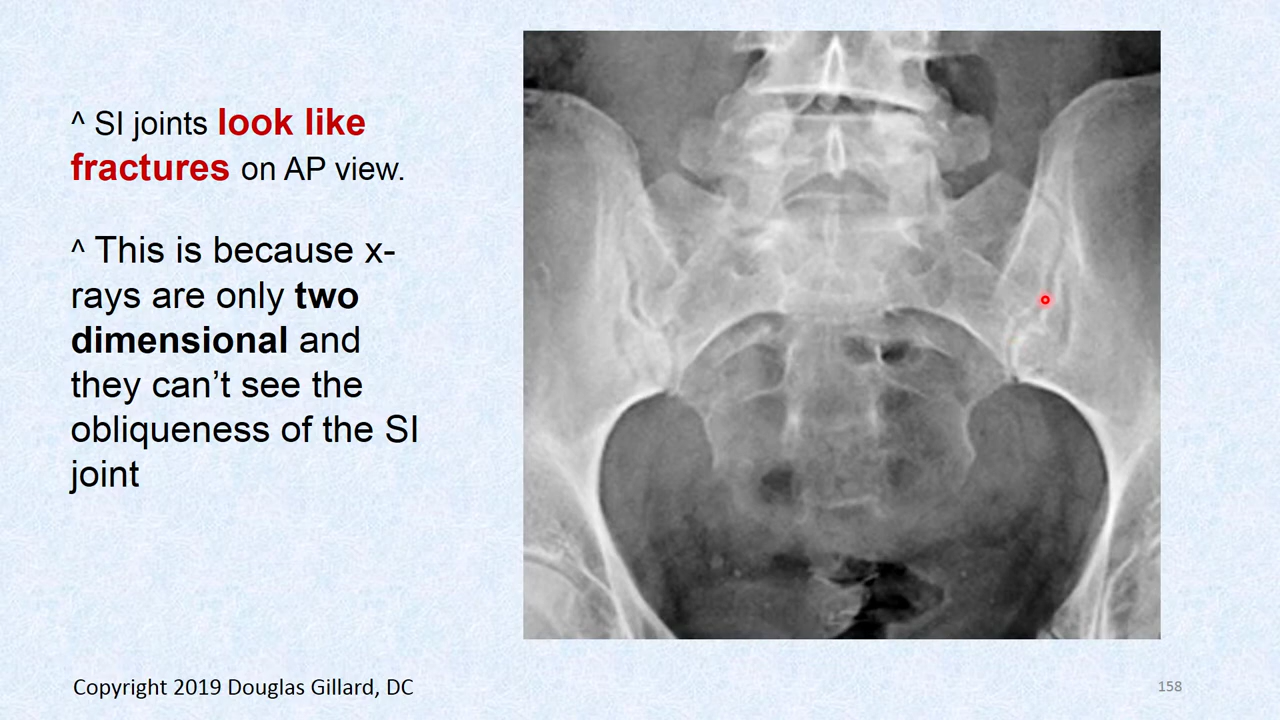 ^ SI joints look like
fractures on AP view.
^ This is because x-
rays are only two
dimensional and
they can’t see the
obliqueness of the SI
joint
Copyright 2019 Douglas Gillard, DC
158